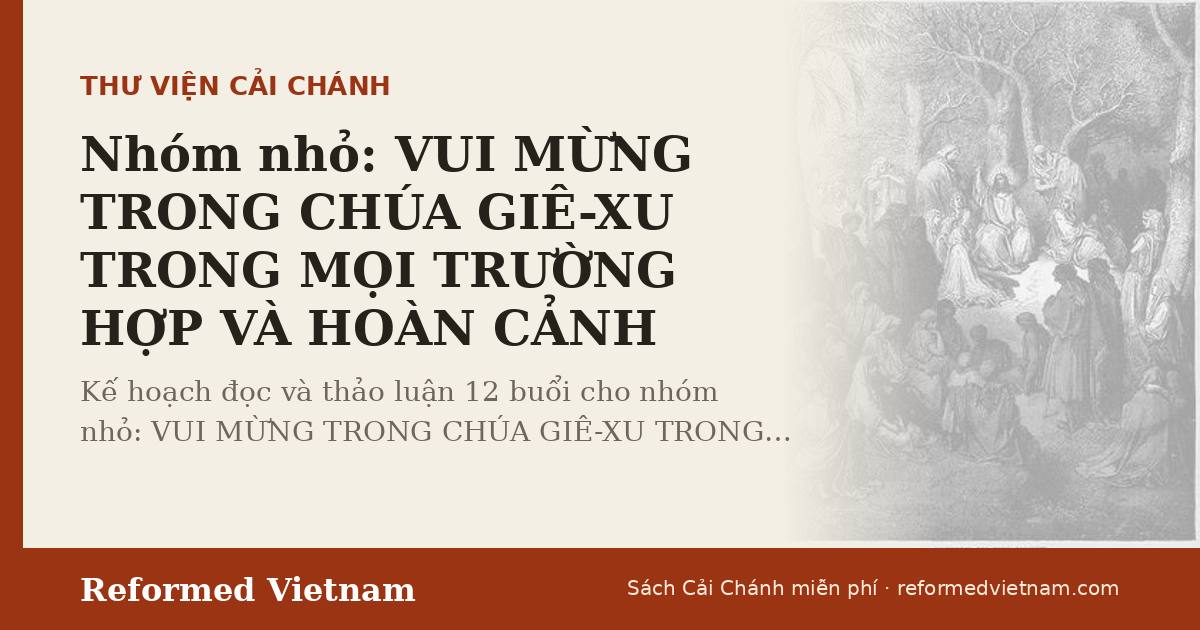 THƯ VIỆN CẢI CHÁNH
Nhóm nhỏ: VUI MỪNG
TRONG CHÚA GIÊ-XU
TRONG MỌI TRƯỜNG
HỢP VÀ HOÀN CẢNH
Kế hoạch đọc và thảo luận 12 buổi cho nhóm
nhỏ: VUI MỪNG TRONG CHÚA GIÊ-XU TRONG...
Reformed Vietnam
Sách Cải Chánh miễn phí · reformedvietnam.com